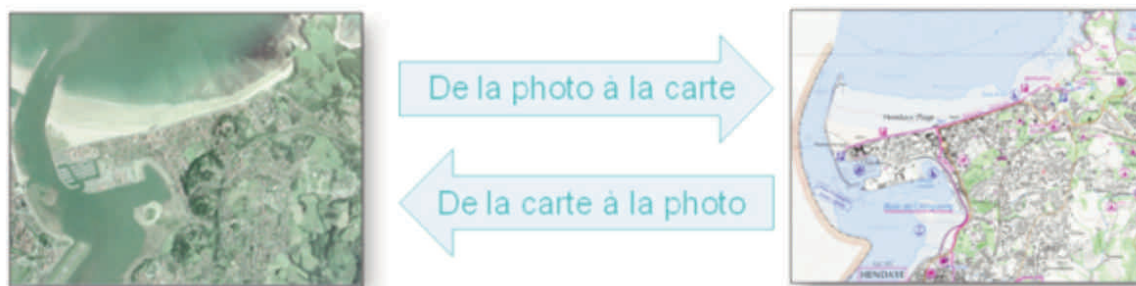 De la photo à la carte
De la carte à la photo
Hendaye Plage
HENDAYE